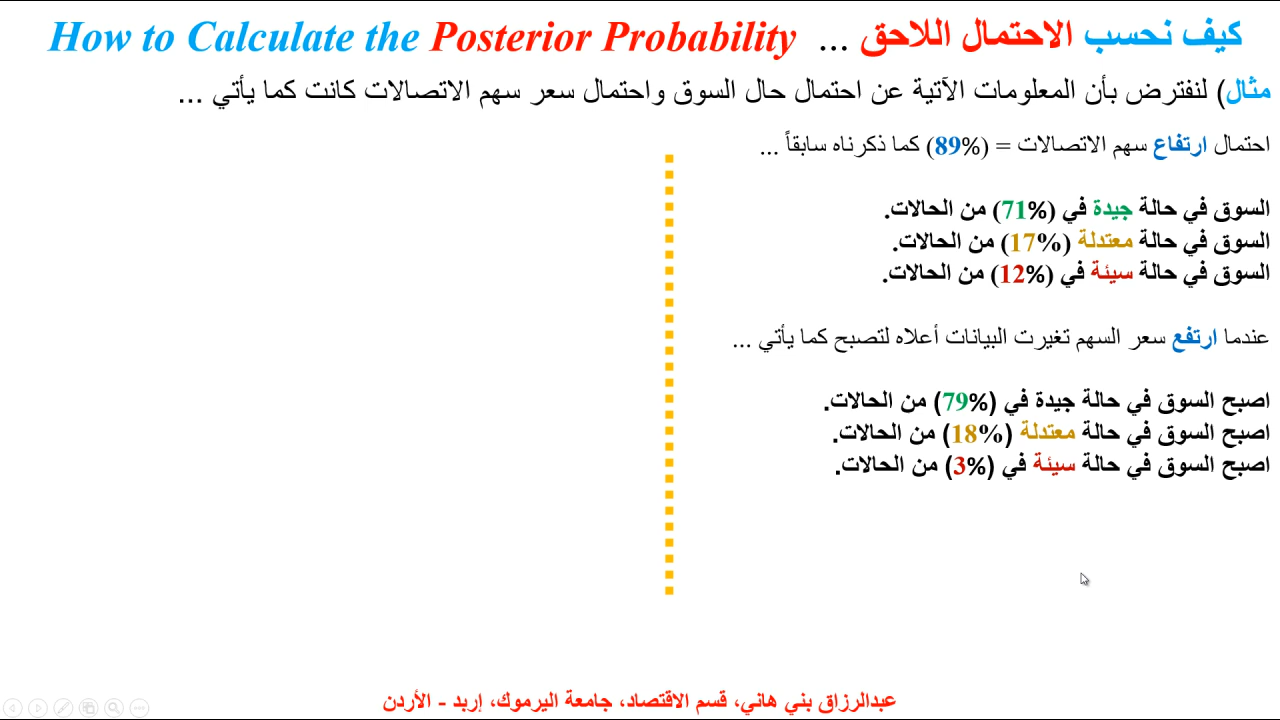 كيف نحسب الاحتمال اللاحق ... How to Calculate the Posterior Probability
مثال) لنفترض بأن المعلومات الآتية عن احتمال حال السوق واحتمال سعر سهم الاتصالات كانت كما يأتي ...
احتمال ارتفاع سهم الاتصالات = (89%) كما ذكرناه سابقاً ...
السوق في حالة جيدة في (71%) من الحالات.
السوق في حالة معتدلة (17%) من الحالات.
السوق في حالة سيئة في (12%) من الحالات.
عندما ارتفع سعر السهم تغيرت البيانات أعلاه لتصبح كما يأتي ...
اصبح السوق في حالة جيدة في (79%) من الحالات.
اصبح السوق في حالة معتدلة (18%) من الحالات.
اصبح السوق في حالة سيئة في (3%) من الحالات.
عبدالرزاق بني هاني، قسم الاقتصاد، جامعة اليرموك، إربد - الأردن